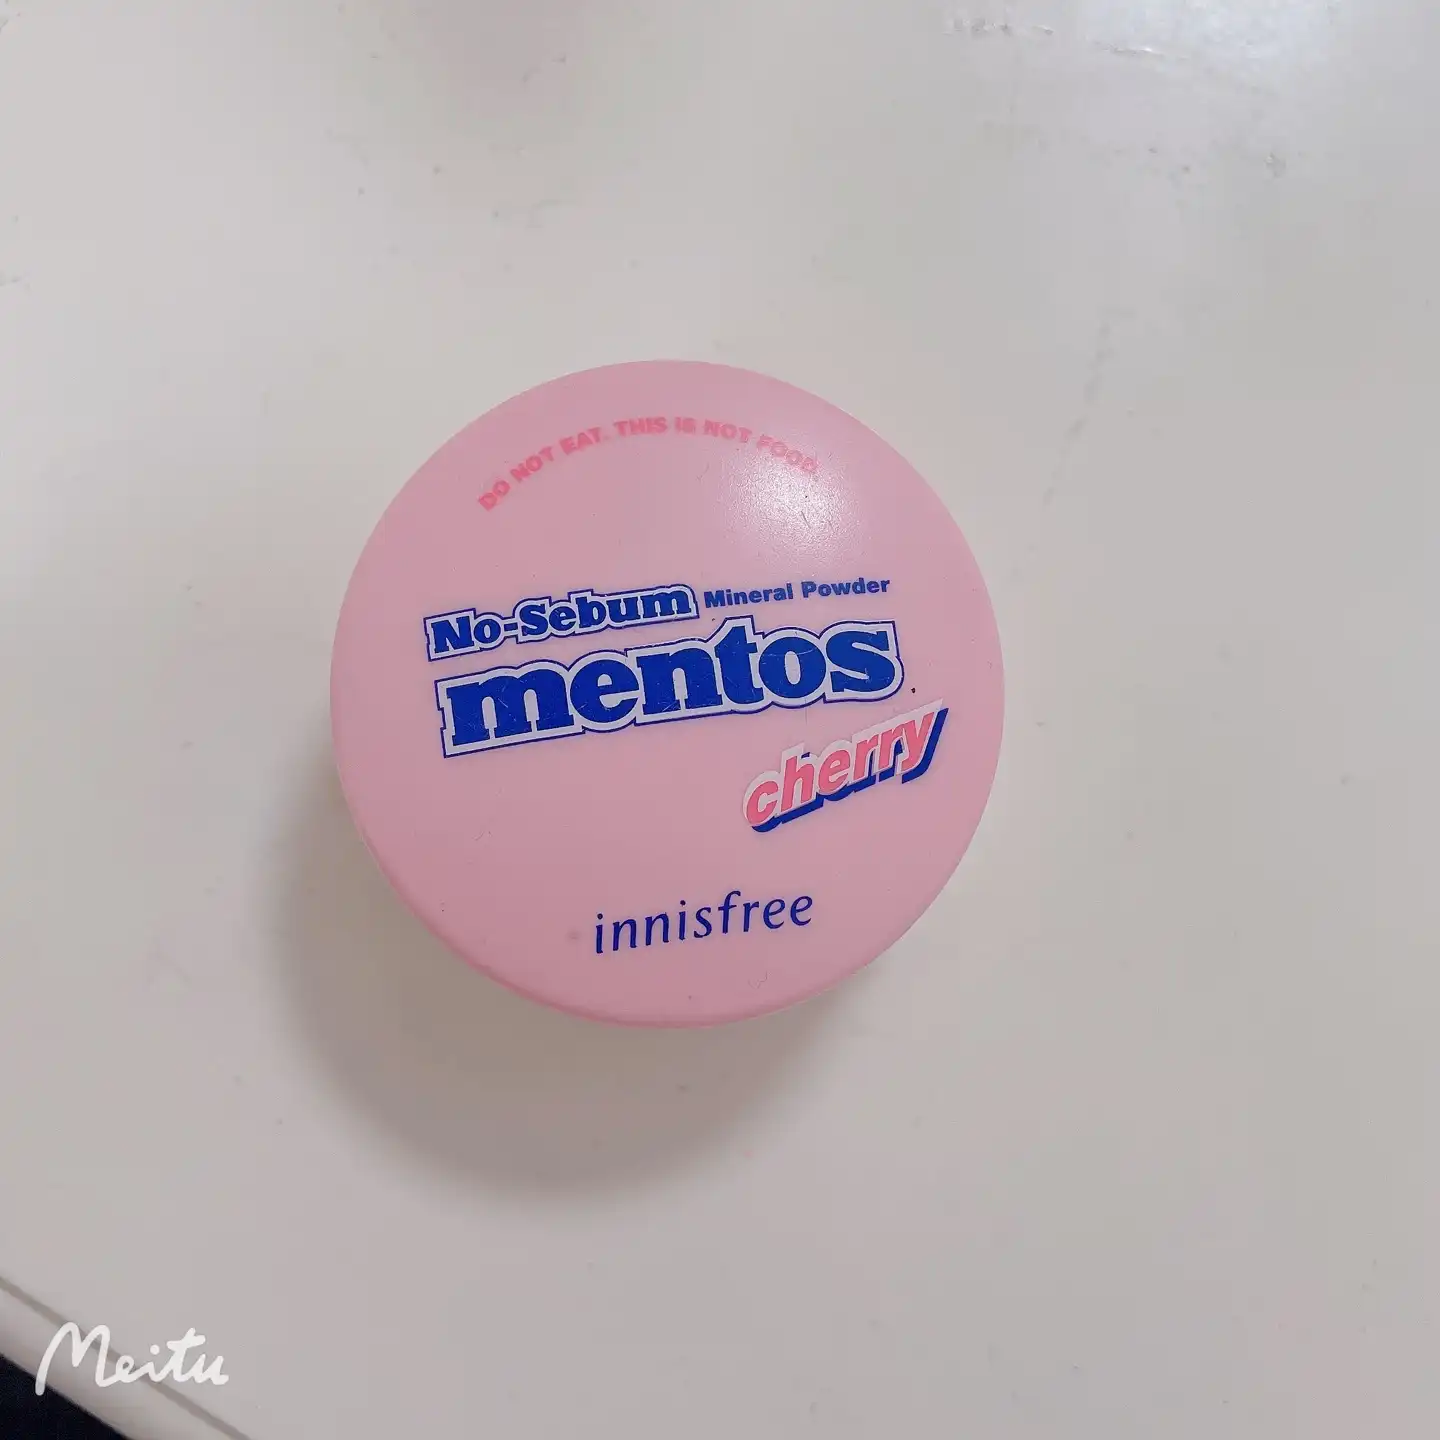 DO NOT EAT. THIS IS NOT FOOD.
No-Sebum Mineral Powder
mentos
cherry
innisfree
Meitu